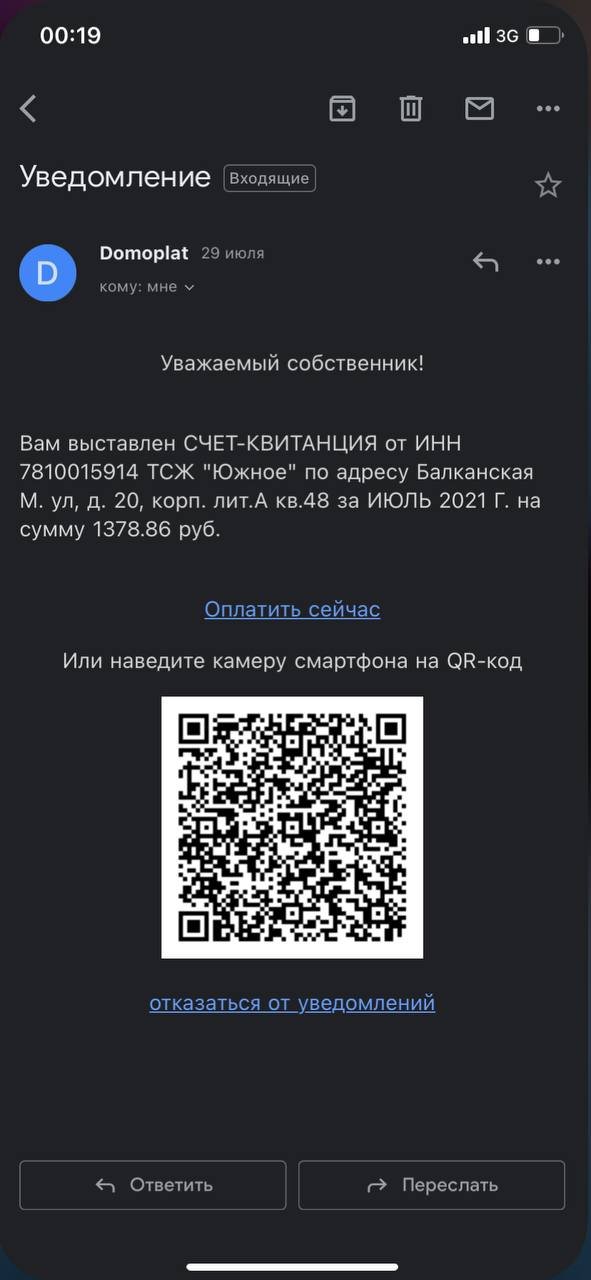 00:19
3G
Уведомление Входящие
D
Domoplat 29 июля
кому: мне
Уважаемый собственник!
Вам выставлен СЧЕТ-КВИТАНЦИЯ от ИНН
7810015914 ТСЖ "Южное" по адресу Балканская
М. ул, д. 20, корп. лит.А кв.48 за ИЮЛЬ 2021 Г. на
сумму 1378.86 руб.
Оплатить сейчас
Или наведите камеру смартфона на QR-код
отказаться от уведомлений
Ответить
Переслать